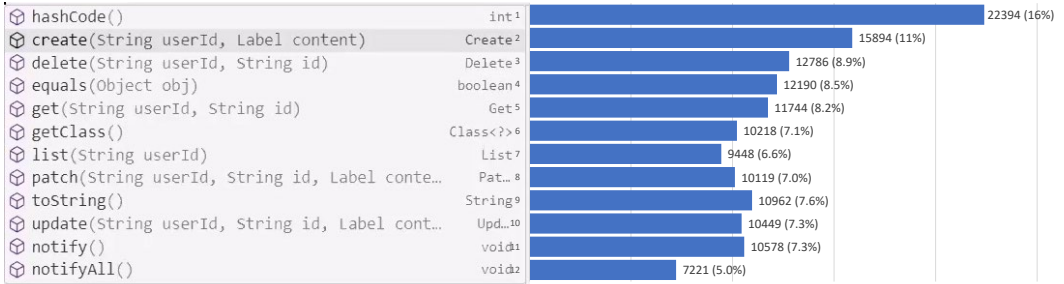 hashCode() int 1 22394 (16%)
create(String userId, Label content) Create 2 15894 (11%)
delete(String userId, String id) Delete 3 12786 (8.9%)
equals(Object obj) boolean 4 12190 (8.5%)
get(String userId, String id) Get 5 11744 (8.2%)
getClass() Class<?> 6 10218 (7.1%)
list(String userId) List 7 9448 (6.6%)
patch(String userId, String id, Label conte… Pat… 8 10119 (7.0%)
toString() String 9 10962 (7.6%)
update(String userId, String id, Label cont… Upd… 10 10449 (7.3%)
notify() void 11 10578 (7.3%)
notifyAll() void 12 7221 (5.0%)